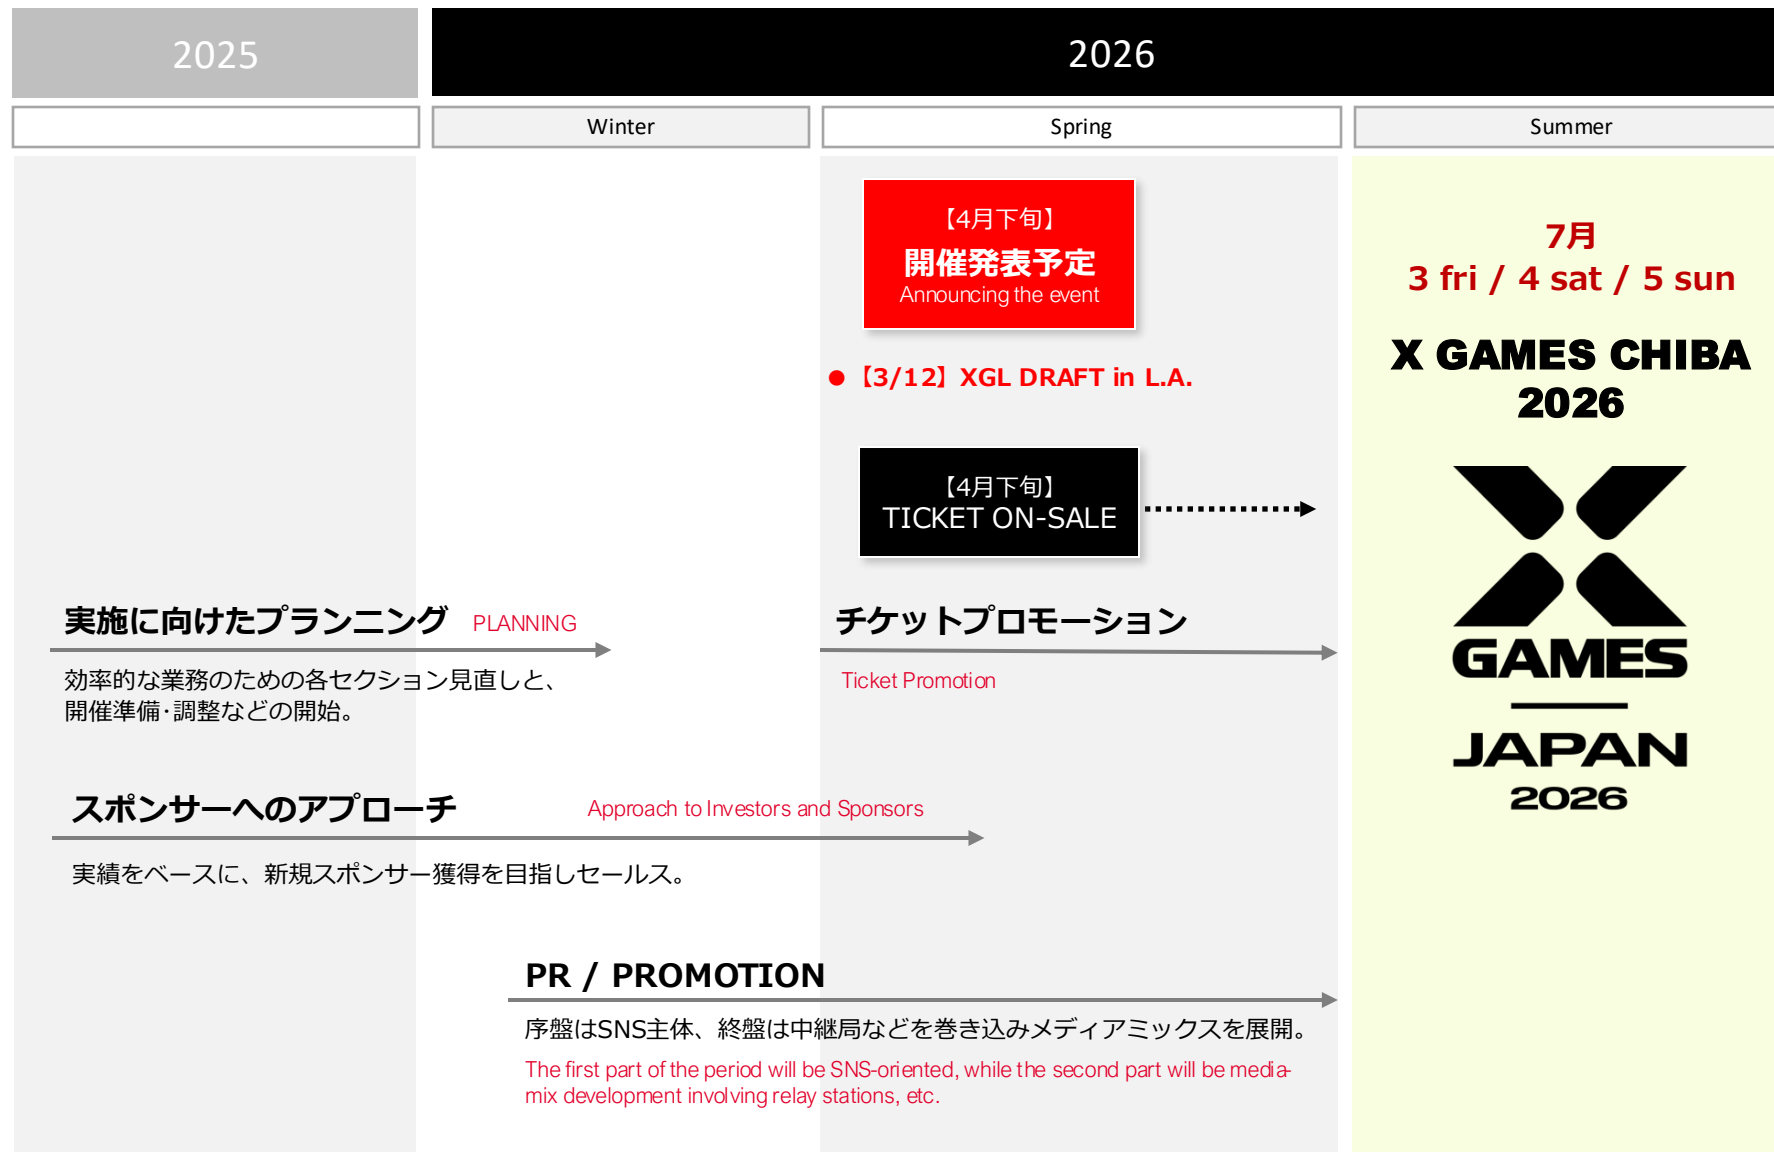 2025
2026
Winter
Spring
Summer
【4月下旬】
開催発表予定
Announcing the event
● 【3/12】XGL DRAFT in L.A.
【4月下旬】
TICKET ON-SALE
実施に向けたプランニング PLANNING
効率的な業務のための各セクション見直しと、
開催準備・調整などの開始。
チケットプロモーション
Ticket Promotion
スポンサーへのアプローチ Approach to Investors and Sponsors
実績をベースに、新規スポンサー獲得を目指しセールス。
PR / PROMOTION
序盤はSNS主体、終盤は中継局などを巻き込みメディアミックスを展開。
The first part of the period will be SNS-oriented, while the second part will be media-
mix development involving relay stations, etc.
7月
3 fri / 4 sat / 5 sun
X GAMES CHIBA
2026
X
GAMES
JAPAN
2026